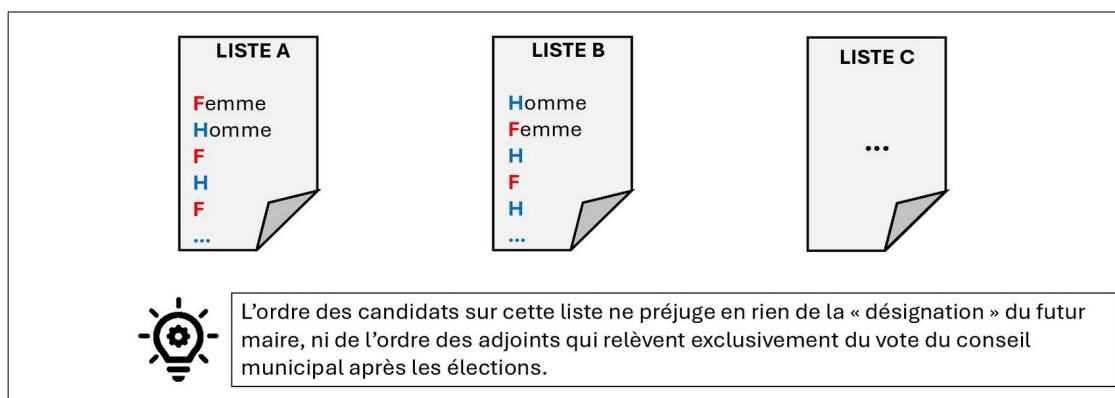 LISTE A
Femme
Homme
F
H
F
...
LISTE B
Homme
Femme
H
F
H
...
LISTE C
...
L’ordre des candidats sur cette liste ne préjuge en rien de la « désignation » du futur
maire, ni de l’ordre des adjoints qui relèvent exclusivement du vote du conseil
municipal après les élections.